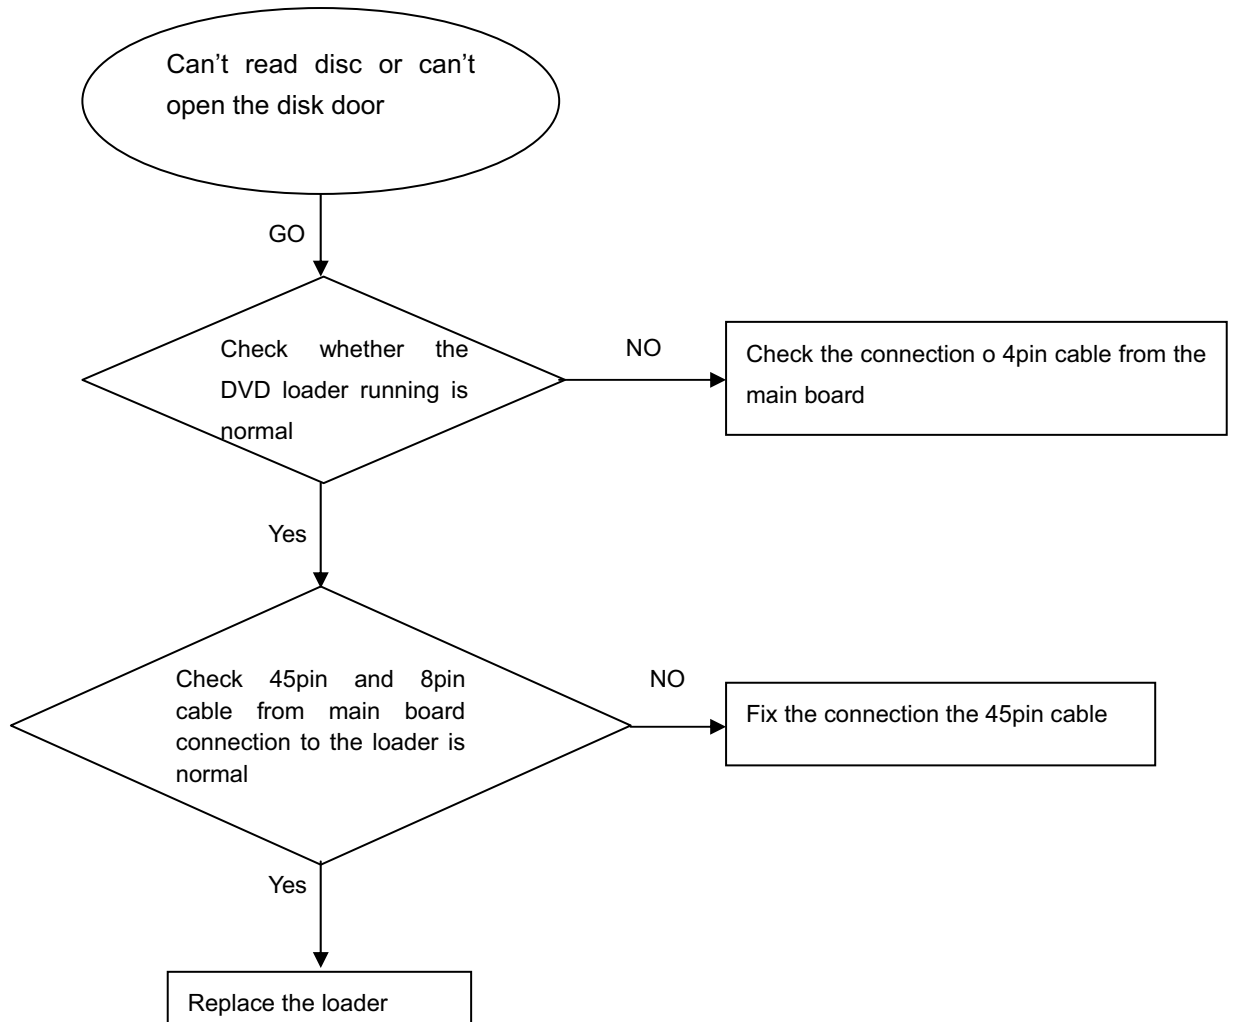 Can't read disc or can't
open the disk door
GO
Check whether the
DVD loader running is
normal
NO
Check the connection o 4pin cable from the
main board
Yes
Check 45pin and 8pin
cable from main board
connection to the loader is
normal
NO
Fix the connection the 45pin cable
Yes
Replace the loader